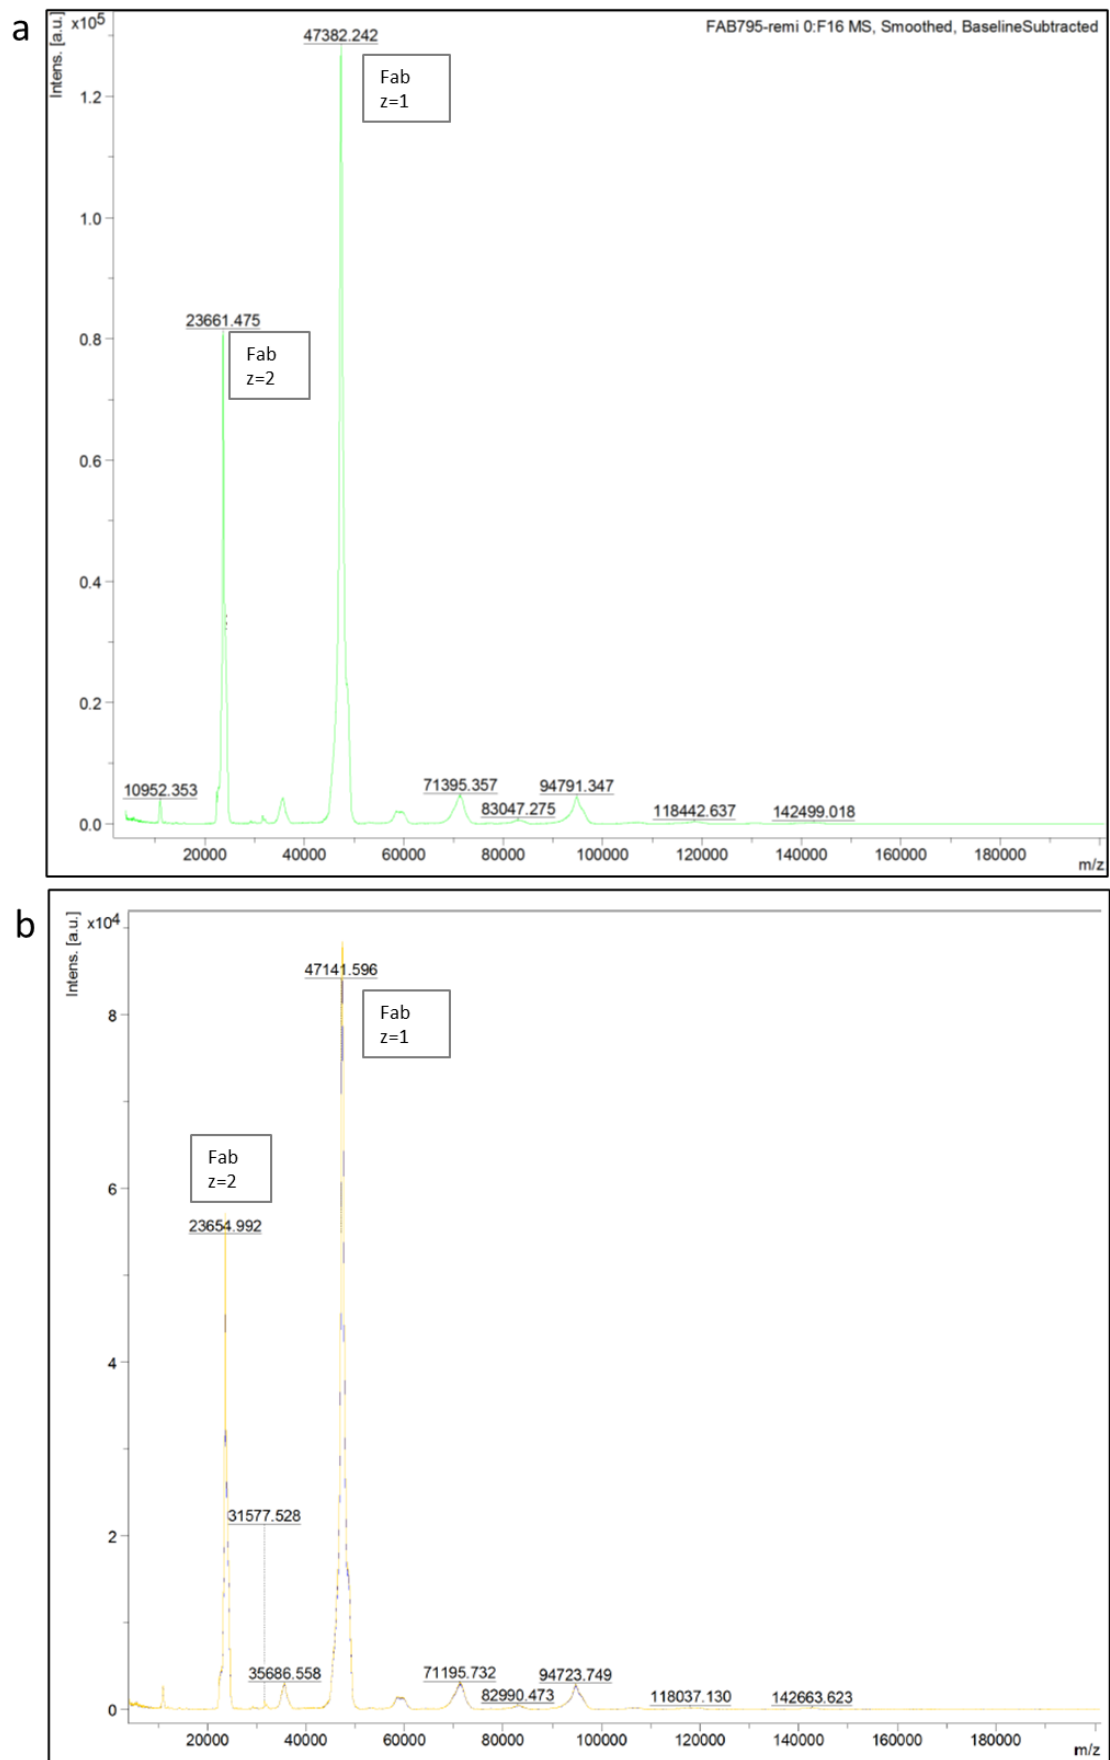 a
Intens. [a.u.]
x10⁵
FAB795-remi 0:F16 MS, Smoothed, BaselineSubtracted
47382.242
Fab
z=1
1.2
1.0
23661.475
Fab
z=2
0.8
0.6
0.4
0.2
10952.353
71395.357
94791.347
83047.275
118442.637
142499.018
0.0
20000 40000 60000 80000 100000 120000 140000 160000 180000
m/z
b
Intens. [a.u.]
x10⁴
47141.596
Fab
z=1
8
Fab
z=2
6
23654.992
4
31577.528
2
35686.558
71195.732
94723.749
82990.473
118037.130
142663.623
0
20000 40000 60000 80000 100000 120000 140000 160000 180000
m/z